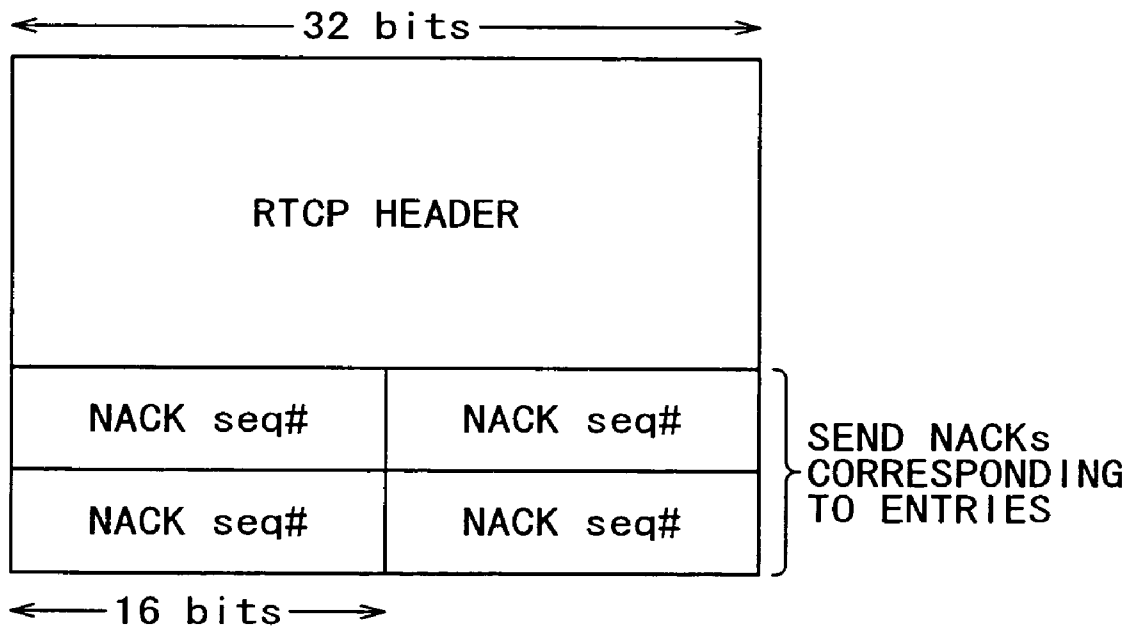 32 bits
RTCP HEADER
NACK seq# NACK seq#
NACK seq# NACK seq#
SEND NACKs
CORRESPONDING
TO ENTRIES
16 bits